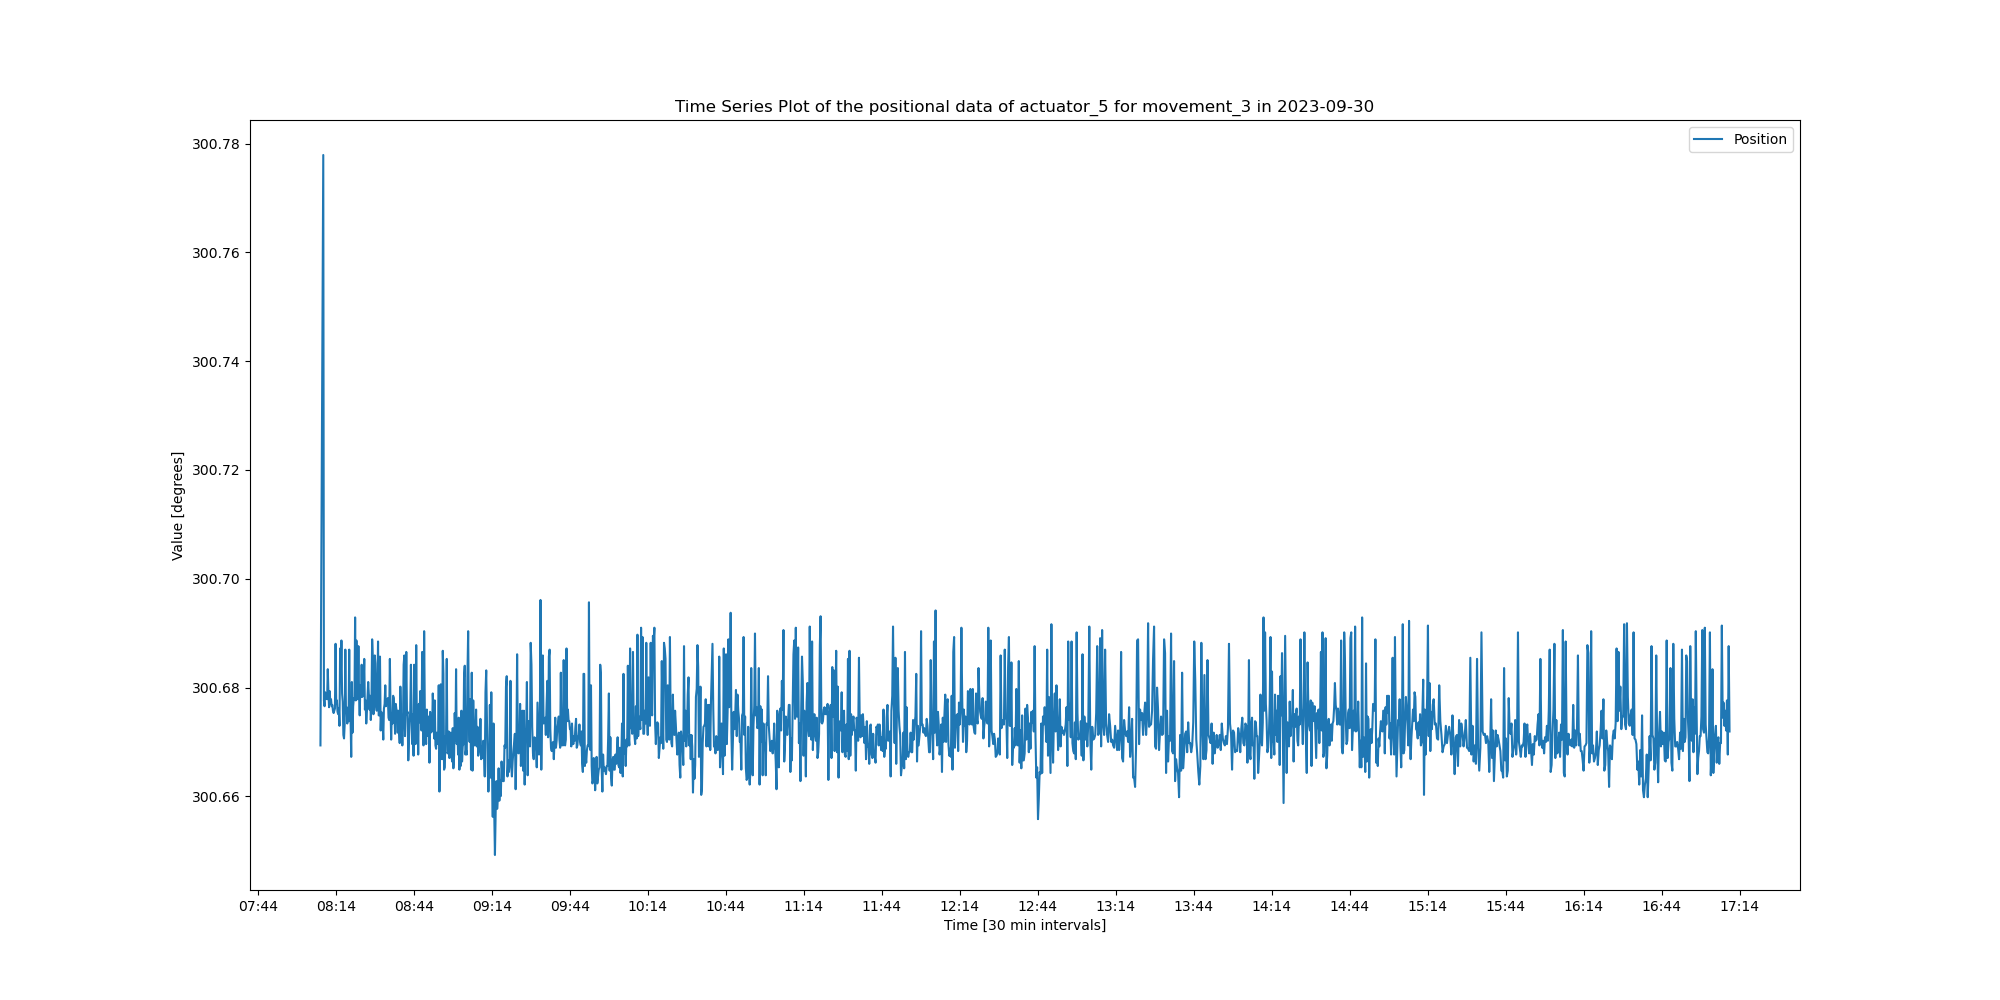 Time Series Plot of the positional data of actuator_5 for movement_3 in 2023-09-30
Position
300.78
300.76
300.74
300.72
300.70
300.68
300.66
Value [degrees]
07:44 08:14 08:44 09:14 09:44 10:14 10:44 11:14 11:44 12:14 12:44 13:14 13:44 14:14 14:44 15:14 15:44 16:14 16:44 17:14
Time [30 min intervals]